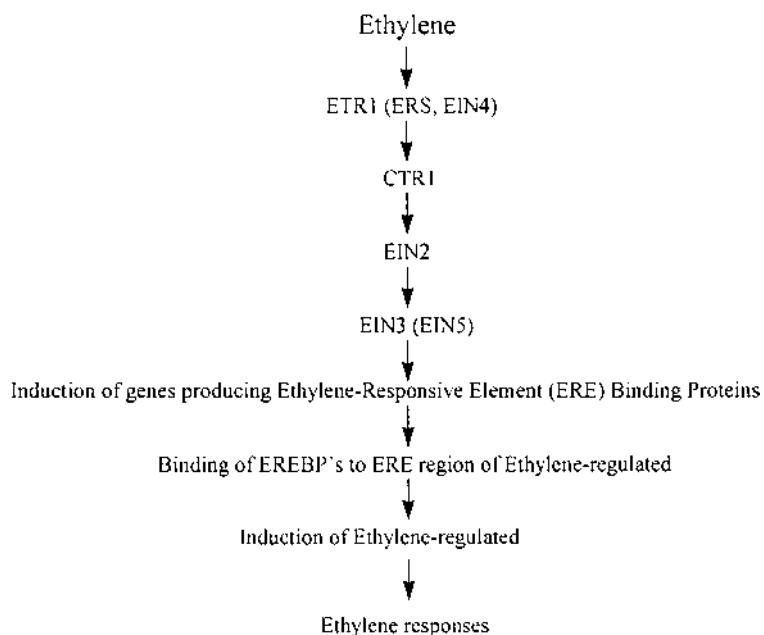 Ethylene
ETR1 (ERS, EIN4)
CTR1
EIN2
EIN3 (EIN5)
Induction of genes producing Ethylene-Responsive Element (ERE) Binding Proteins
Binding of EREBP's to ERE region of Ethylene-regulated
Induction of Ethylene-regulated
Ethylene responses